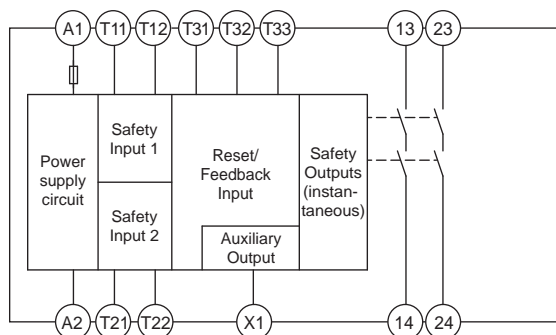 A1 T11 T12 T31 T32 T33 13 23
Power
supply
circuit
Safety
Input 1
Safety
Input 2
Reset/
Feedback
Input
Auxiliary
Output
Safety
Outputs
(instan-
taneous)
A2 T21 T22 X1 14 24